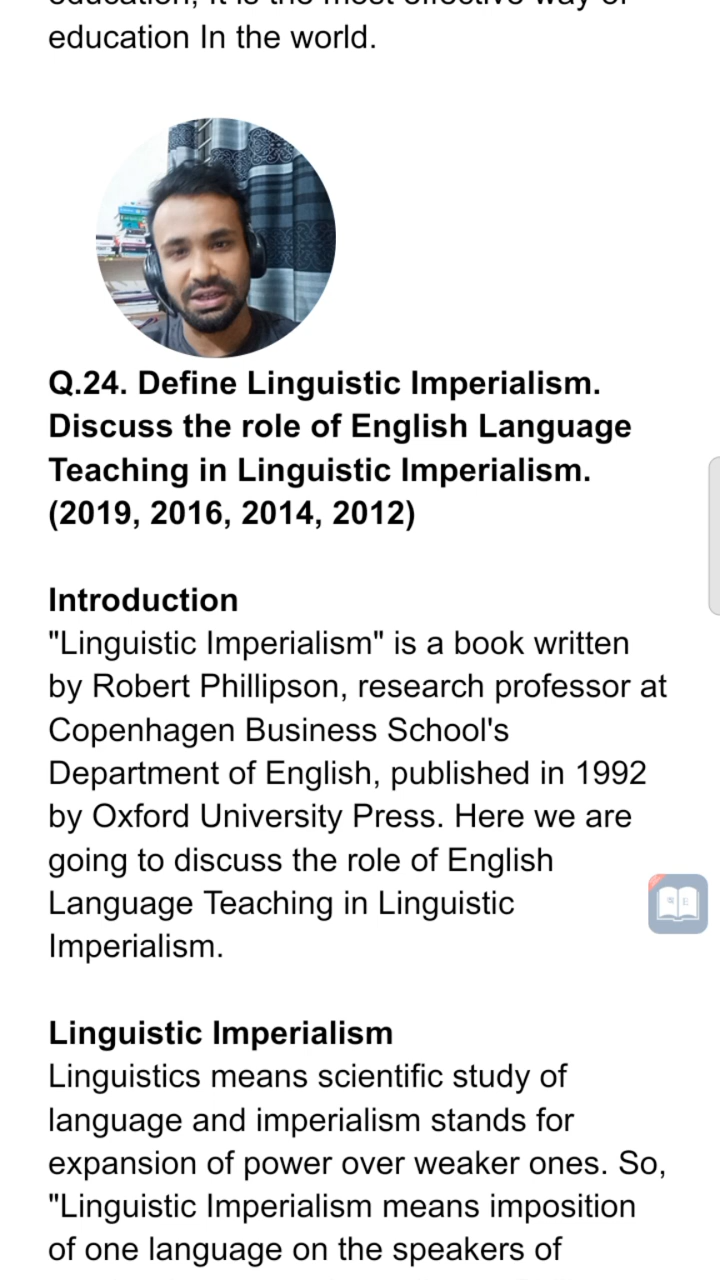 education In the world.
Q.24. Define Linguistic Imperialism.
Discuss the role of English Language
Teaching in Linguistic Imperialism.
(2019, 2016, 2014, 2012)
Introduction
"Linguistic Imperialism" is a book written
by Robert Phillipson, research professor at
Copenhagen Business School's
Department of English, published in 1992
by Oxford University Press. Here we are
going to discuss the role of English
Language Teaching in Linguistic
Imperialism.
Linguistic Imperialism
Linguistics means scientific study of
language and imperialism stands for
expansion of power over weaker ones. So,
"Linguistic Imperialism means imposition
of one language on the speakers of